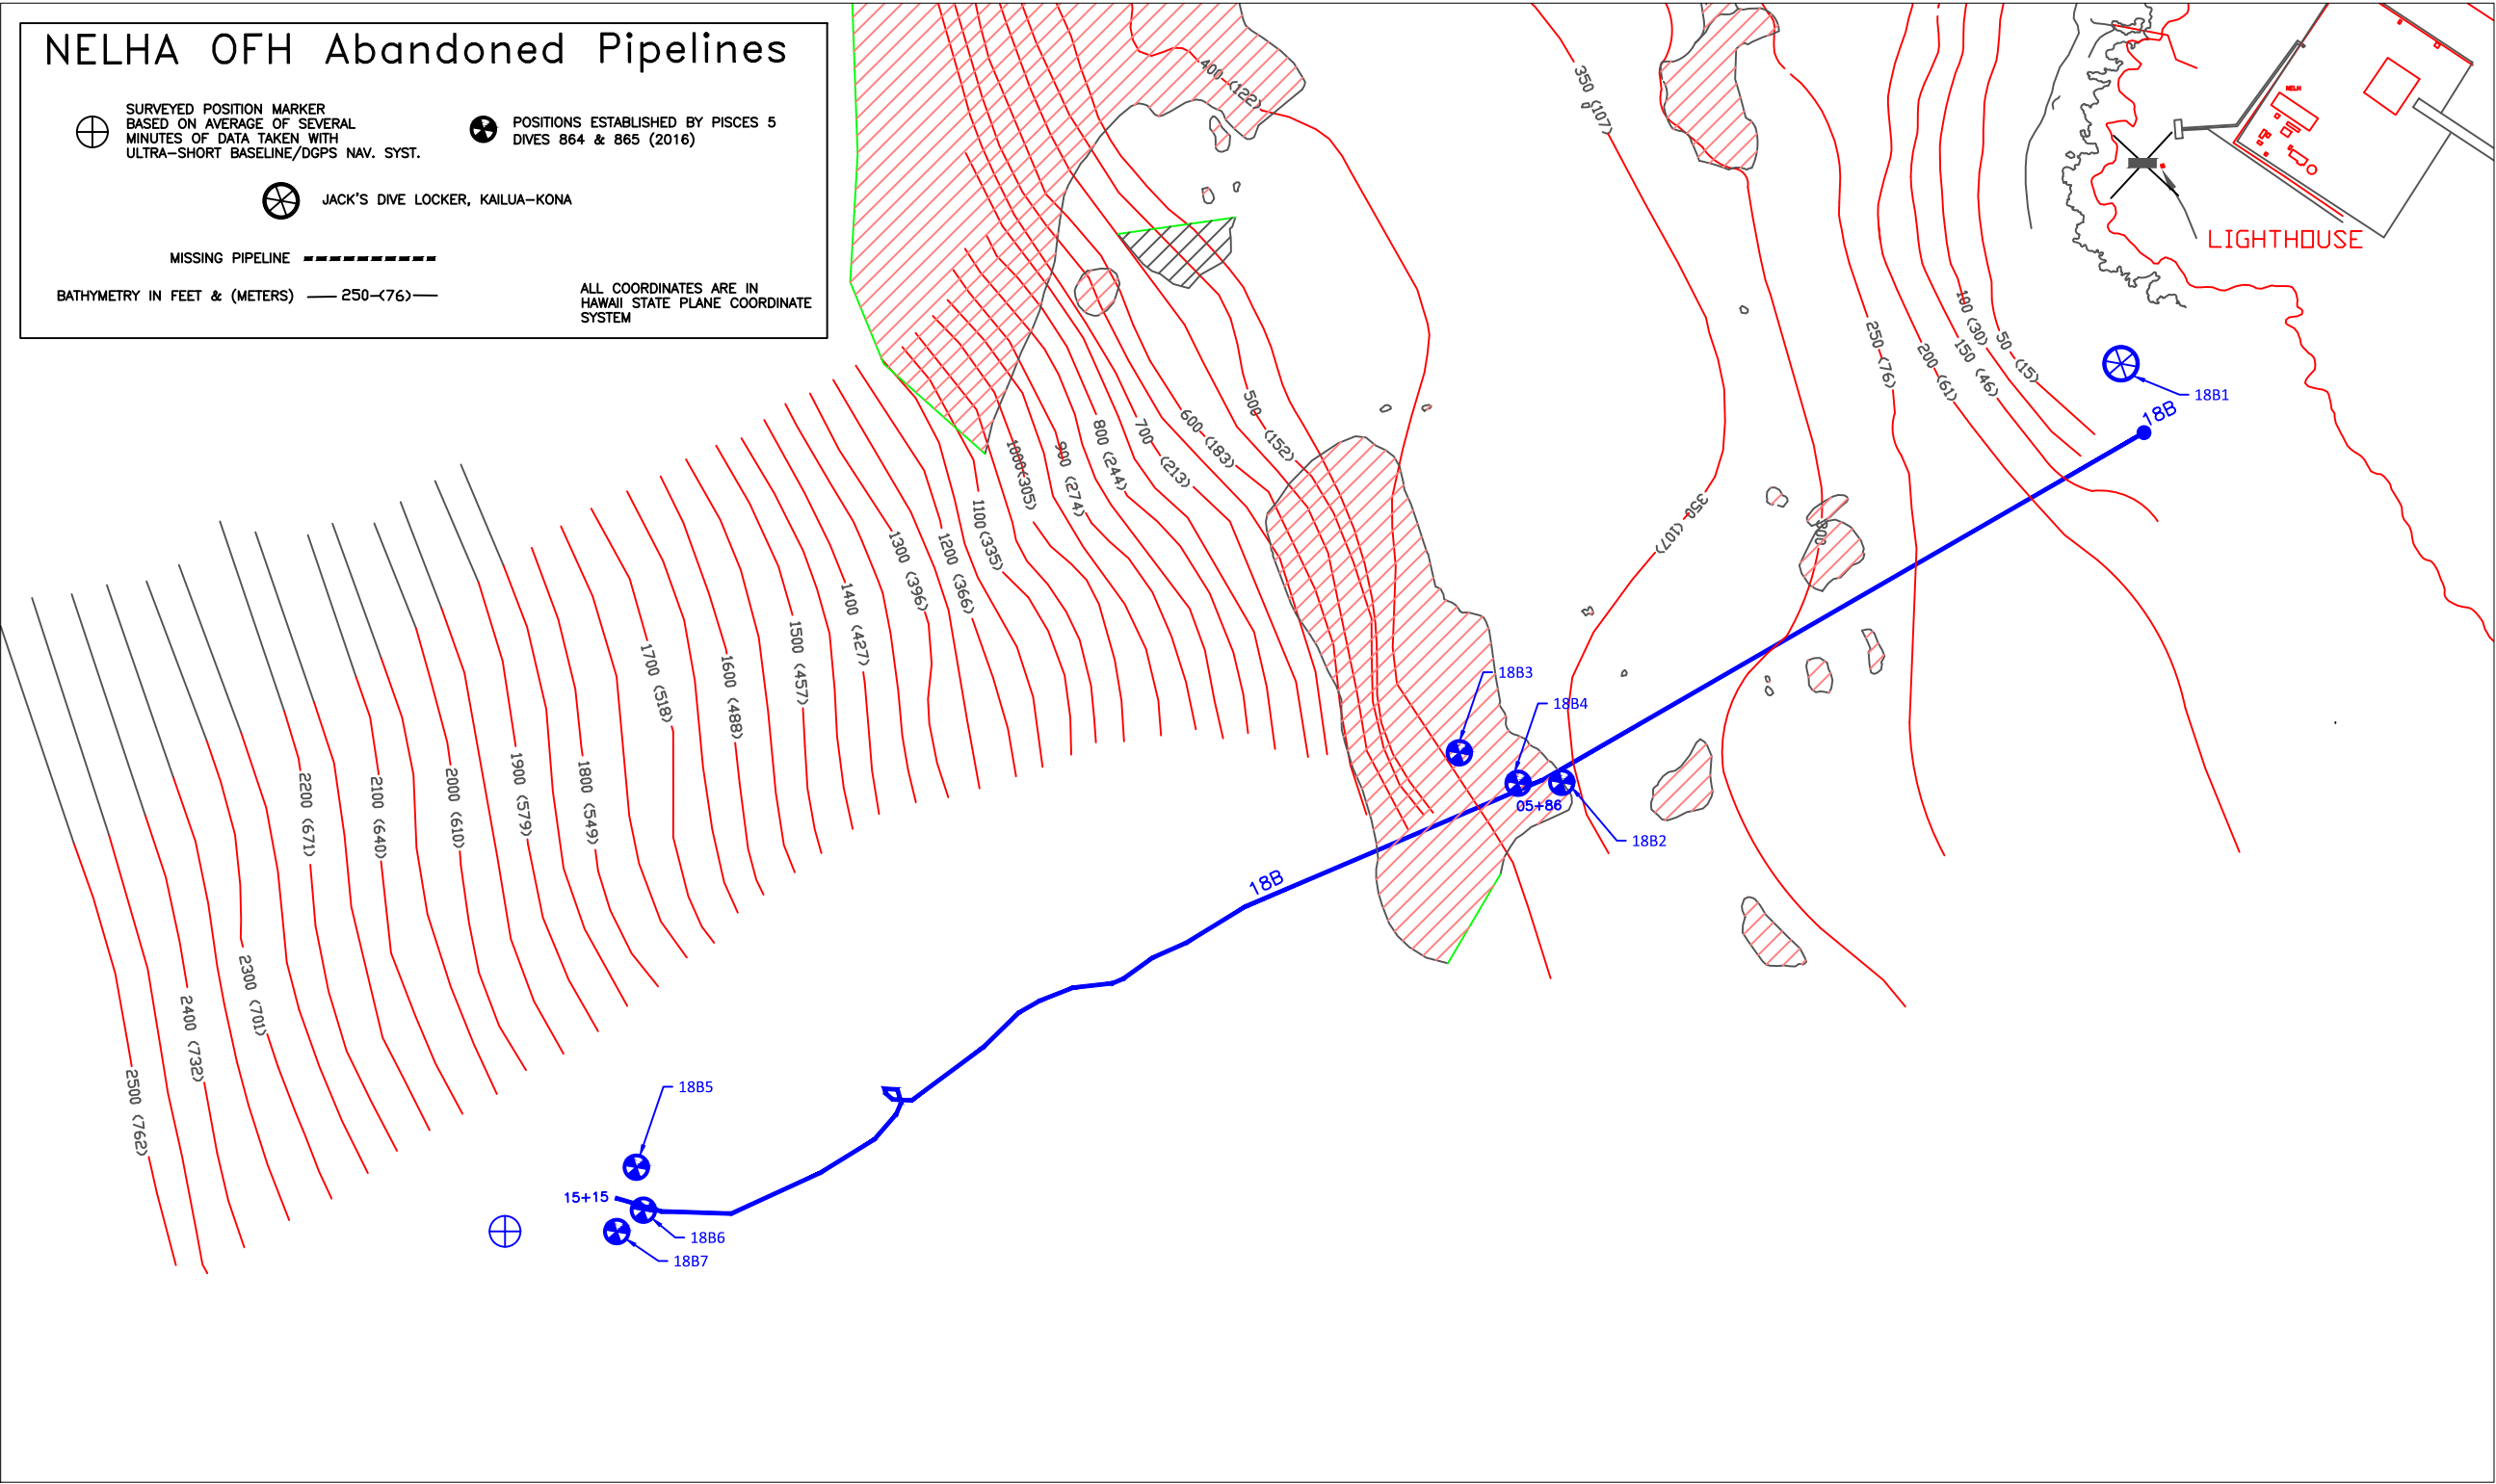 NELHA OFH Abandoned Pipelines
SURVEYED POSITION MARKER
BASED ON AVERAGE OF SEVERAL
MINUTES OF DATA TAKEN WITH
ULTRA-SHORT BASELINE/DGPS NAV. SYST.
POSITIONS ESTABLISHED BY PISCES 5
DIVES 864 & 865 (2016)
JACK'S DIVE LOCKER, KAILUA-KONA
MISSING PIPELINE
BATHYMETRY IN FEET & (METERS)
250-(76)
ALL COORDINATES ARE IN
HAWAII STATE PLANE COORDINATE
SYSTEM
400 (122)
350 (107)
NELH
LIGHTHOUSE
100 (30)
50 (15)
150 (46)
200 (61)
250 (76)
18B1
18B
500 (152)
600 (183)
700 (213)
800 (244)
900 (274)
1000(305)
1100(335)
1200 (366)
1300 (396)
1400 (427)
1500 (457)
1600 (488)
1700 (518)
1800 (549)
1900 (579)
2000 (610)
2100 (640)
2200 (671)
2300 (701)
2400 (732)
2500 (762)
350 (107)
300
18B3
18B4
05+86
18B2
18B
18B5
15+15
18B6
18B7